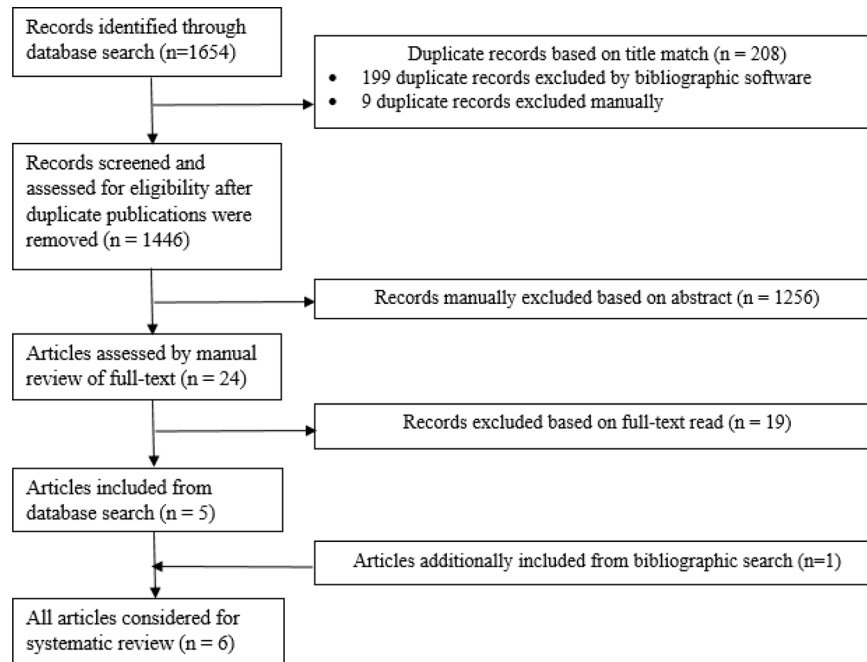 Records identified through
database search (n=1654)
Duplicate records based on title match (n = 208)
• 199 duplicate records excluded by bibliographic software
• 9 duplicate records excluded manually
Records screened and
assessed for eligibility after
duplicate publications were
removed (n = 1446)
Records manually excluded based on abstract (n = 1256)
Articles assessed by manual
review of full-text (n = 24)
Records excluded based on full-text read (n = 19)
Articles included from
database search (n = 5)
Articles additionally included from bibliographic search (n=1)
All articles considered for
systematic review (n = 6)